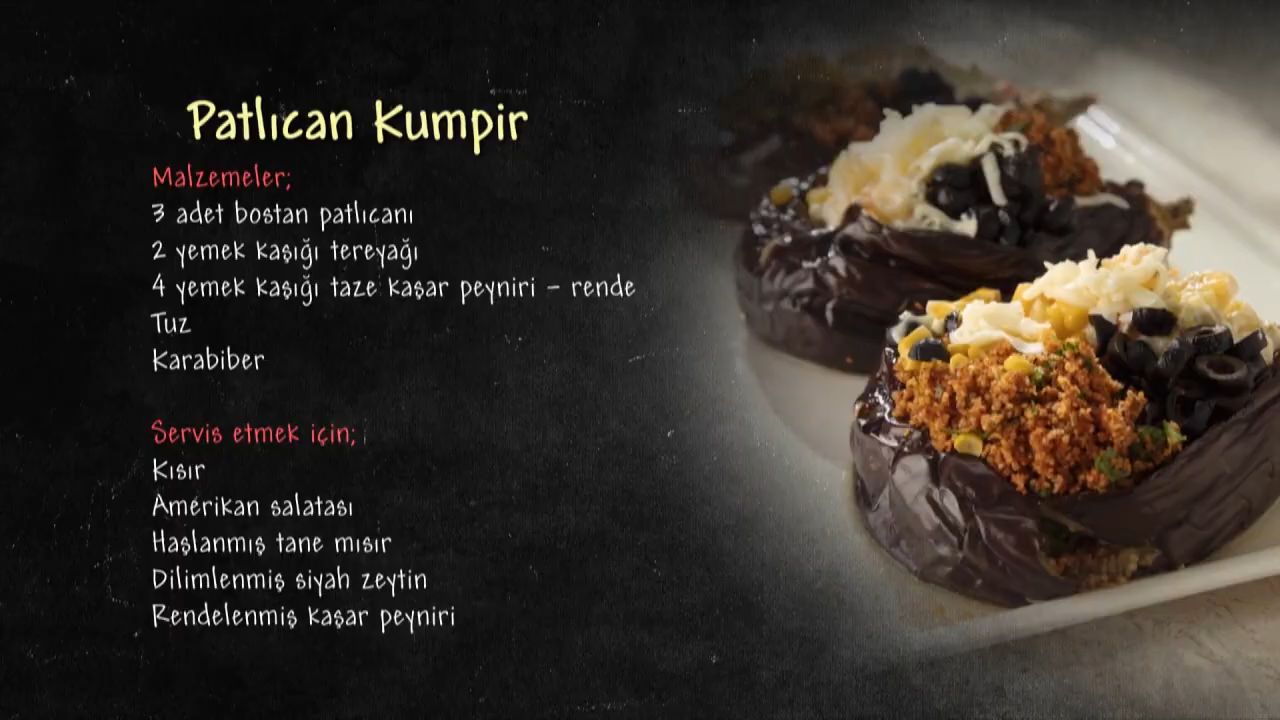 Patlıcan Kumpir
Malzemeler;
3 adet bostan patlıcanı
2 yemek kaşığı tereyağı
4 yemek kaşığı taze kaşar peyniri – rende
Tuz
Karabiber
Servis etmek için;
Kısır
Amerikan salatası
Haşlanmış tane mısır
Dilimlenmiş siyah zeytin
Rendelenmiş kaşar peyniri